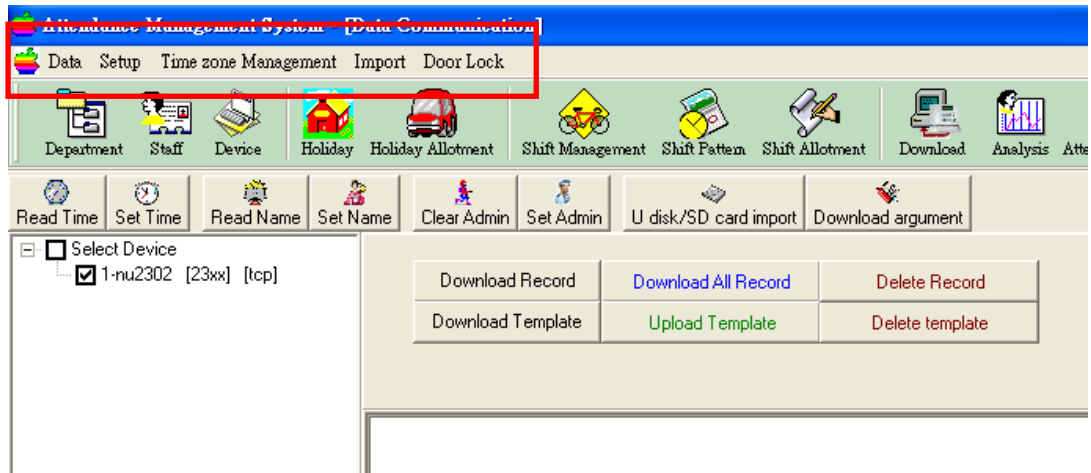 Attendance Management System - [Data Communication]
Data Setup Time zone Management Import Door Lock
Department Staff Device Holiday Holiday Allotment Shift Management Shift Pattern Shift Allotment Download Analysis Atte
Read Time Set Time Read Name Set Name Clear Admin Set Admin U disk/SD card import Download argument
Select Device
1-nu2302 [23xx] [tcp]
Download Record Download All Record Delete Record
Download Template Upload Template Delete template